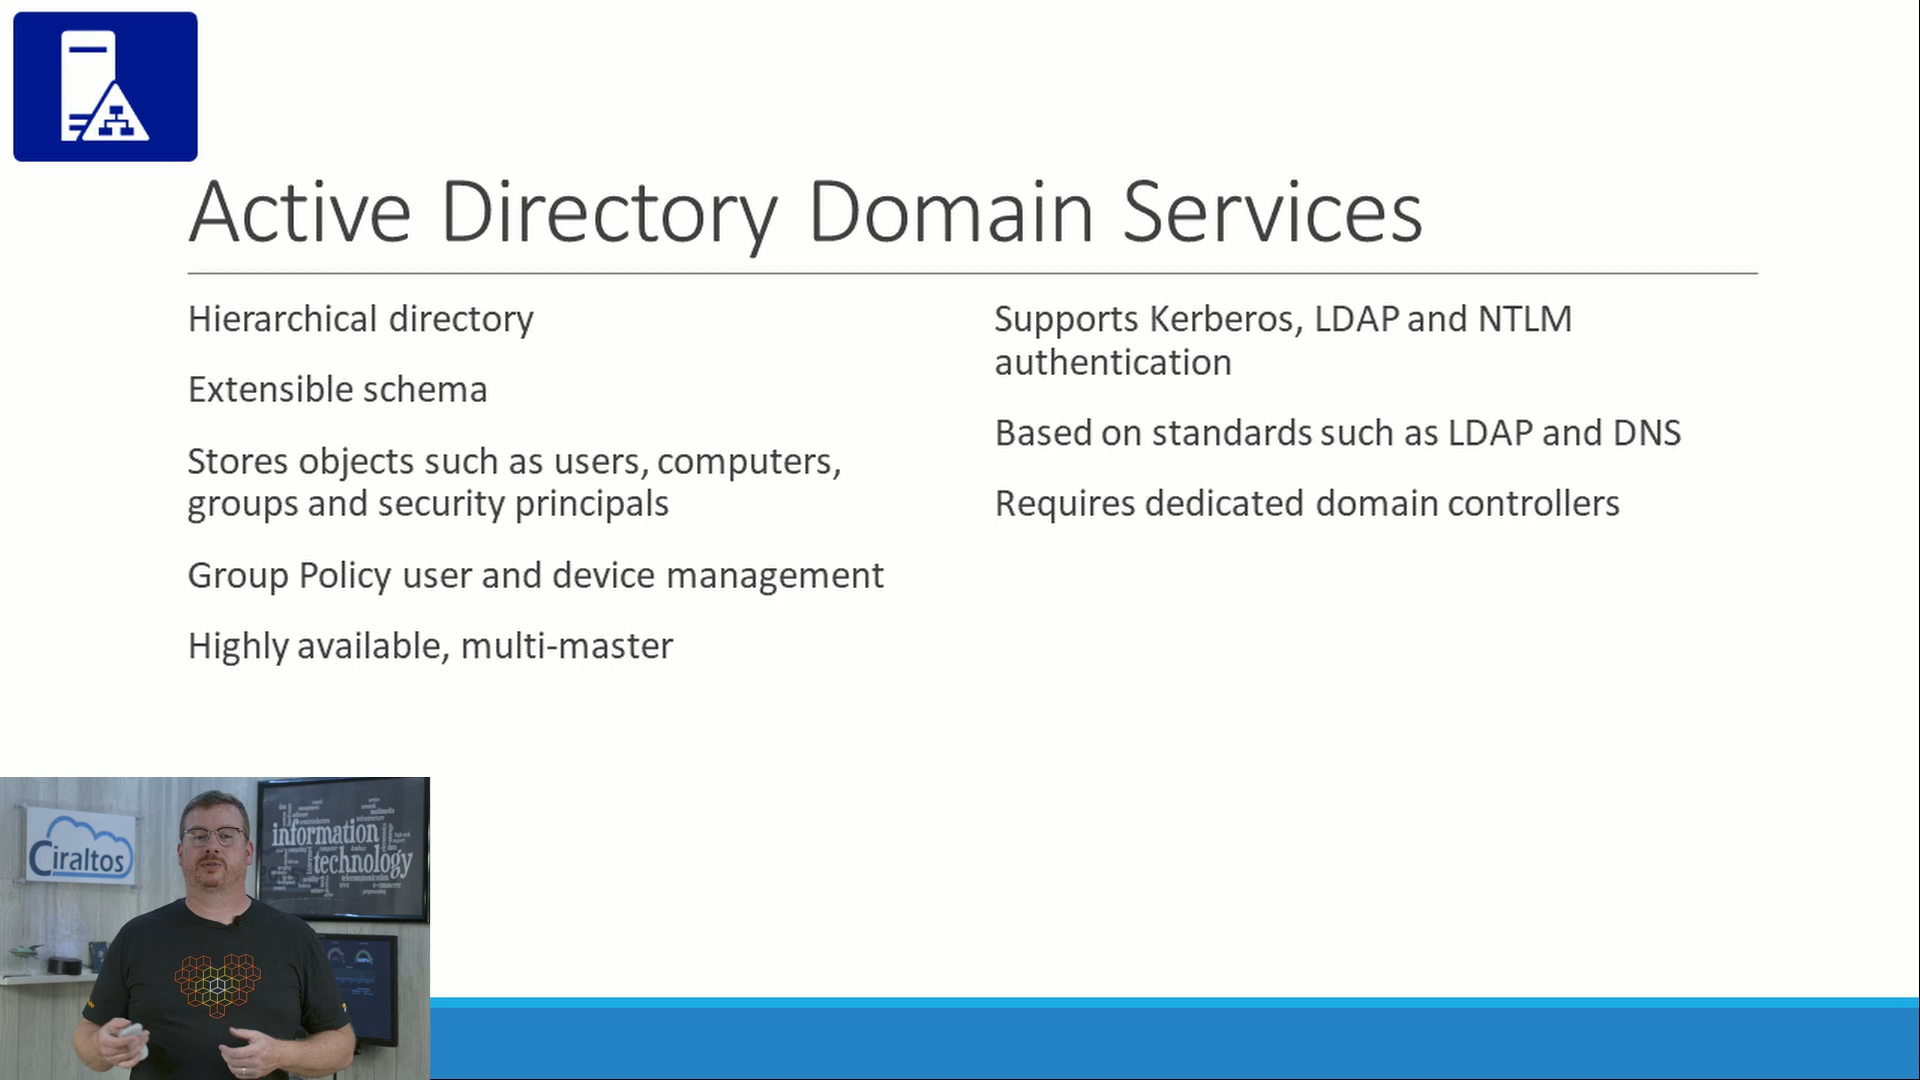 Active Directory Domain Services
Hierarchical directory
Extensible schema
Stores objects such as users, computers,
groups and security principals
Group Policy user and device management
Highly available, multi-master
Supports Kerberos, LDAP and NTLM
authentication
Based on standards such as LDAP and DNS
Requires dedicated domain controllers
Ciraltos
information
technology